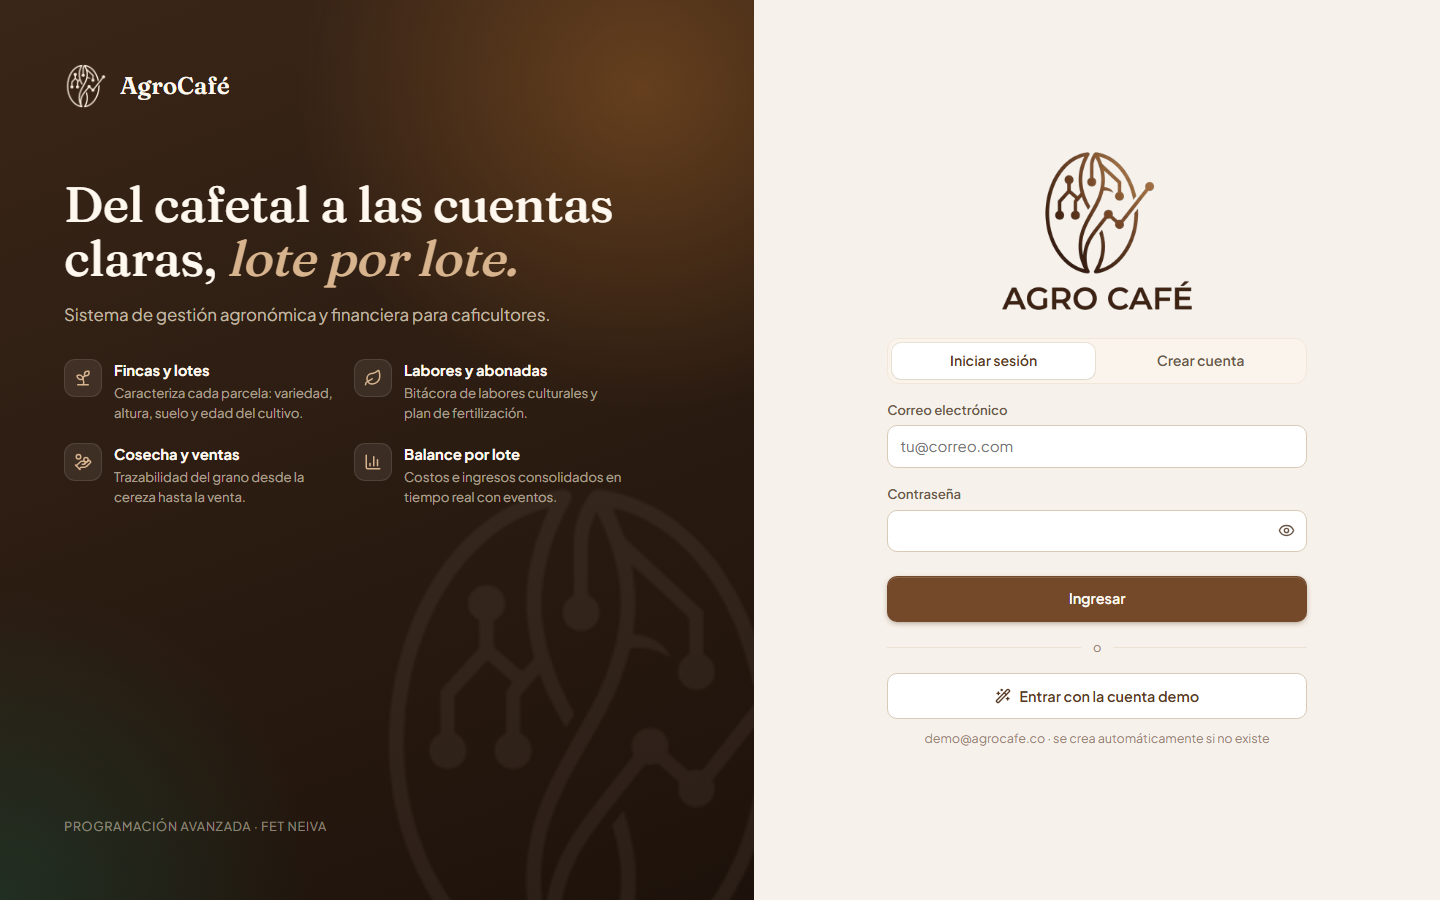 AgroCafé
Del cafetal a las cuentas
claras, lote por lote.
Sistema de gestión agronómica y financiera para caficultores.
Fincas y lotes
Caracteriza cada parcela: variedad,
altura, suelo y edad del cultivo.
Labores y abonadas
Bitácora de labores culturales y
plan de fertilización.
Cosecha y ventas
Trazabilidad del grano desde la
cereza hasta la venta.
Balance por lote
Costos e ingresos consolidados en
tiempo real con eventos.
PROGRAMACIÓN AVANZADA · FET NEIVA
AGRO CAFÉ
Iniciar sesión
Crear cuenta
Correo electrónico
tu@correo.com
Contraseña
Ingresar
o
Entrar con la cuenta demo
demo@agrocafe.co · se crea automáticamente si no existe